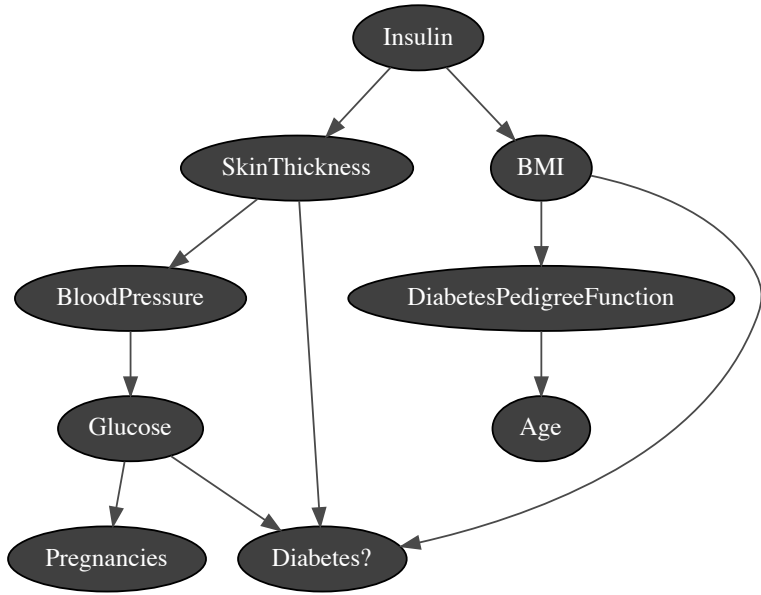 Insulin
SkinThickness
BMI
BloodPressure
DiabetesPedigreeFunction
Glucose
Age
Pregnancies
Diabetes?